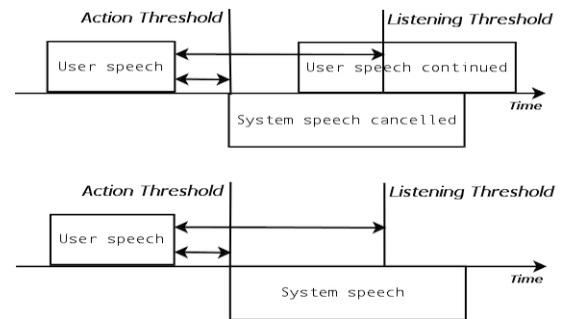 Action Threshold
Listening Threshold
User speech
User speech continued
Time
System speech cancelled
Action Threshold
Listening Threshold
User speech
Time
System speech